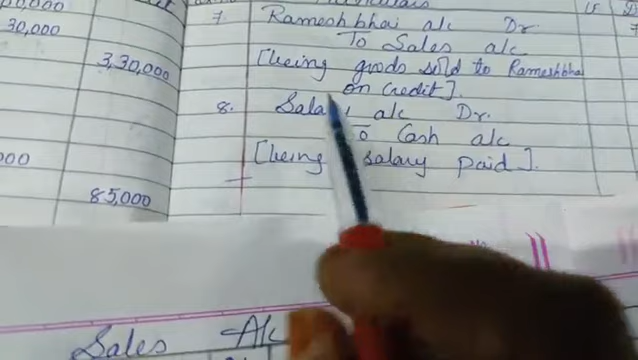 30,000
7. Rameshbhai a/c Dr
To Sales a/c
3,30,000
[being goods sold to Rameshbhai
on credit].
8. Salary a/c Dr.
To Cash a/c
[being salary paid].
85,000
Sales A/c